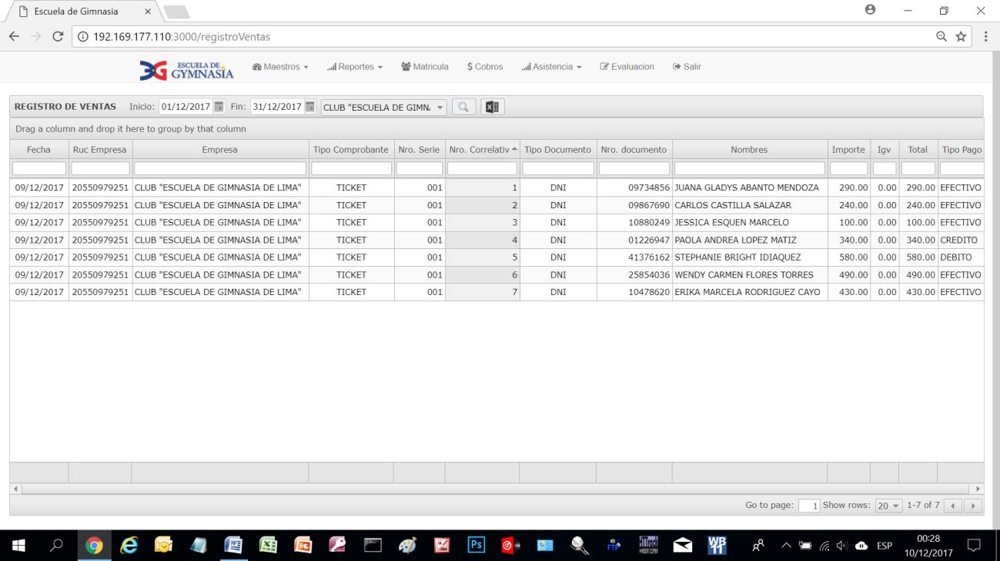 Escuela de Gimnasia
192.169.177.110:3000/registroVentas
ESCUELA DE GYMNASIA
Maestros Reportes Matricula $ Cobros Asistencia Evaluacion Salir
REGISTRO DE VENTAS Inicio: 01/12/2017 Fin: 31/12/2017 CLUB "ESCUELA DE GIMN
Drag a column and drop it here to group by that column
Fecha Ruc Empresa Empresa Tipo Comprobante Nro. Serie Nro. Correlativ Tipo Documento Nro. documento Nombres Importe Igv Total Tipo Pago
09/12/2017 20550979251 CLUB "ESCUELA DE GIMNASIA DE LIMA" TICKET 001 1 DNI 09734856 JUANA GLADYS ABANTO MENDOZA 290.00 0.00 290.00 EFECTIVO
09/12/2017 20550979251 CLUB "ESCUELA DE GIMNASIA DE LIMA" TICKET 001 2 DNI 09867690 CARLOS CASTILLA SALAZAR 240.00 0.00 240.00 EFECTIVO
09/12/2017 20550979251 CLUB "ESCUELA DE GIMNASIA DE LIMA" TICKET 001 3 DNI 10880249 JESSICA ESQUEN MARCELO 100.00 0.00 100.00 EFECTIVO
09/12/2017 20550979251 CLUB "ESCUELA DE GIMNASIA DE LIMA" TICKET 001 4 DNI 01226947 PAOLA ANDREA LOPEZ MATIZ 340.00 0.00 340.00 CREDITO
09/12/2017 20550979251 CLUB "ESCUELA DE GIMNASIA DE LIMA" TICKET 001 5 DNI 41376162 STEPHANIE BRIGHT IDIAQUEZ 580.00 0.00 580.00 DEBITO
09/12/2017 20550979251 CLUB "ESCUELA DE GIMNASIA DE LIMA" TICKET 001 6 DNI 25854036 WENDY CARMEN FLORES TORRES 490.00 0.00 490.00 EFECTIVO
09/12/2017 20550979251 CLUB "ESCUELA DE GIMNASIA DE LIMA" TICKET 001 7 DNI 10478620 ERIKA MARCELA RODRIGUEZ CAYO 430.00 0.00 430.00 EFECTIVO
Go to page: 1 Show rows: 20 1-7 of 7
Ps FTP WB 11 ESP 00:28
10/12/2017